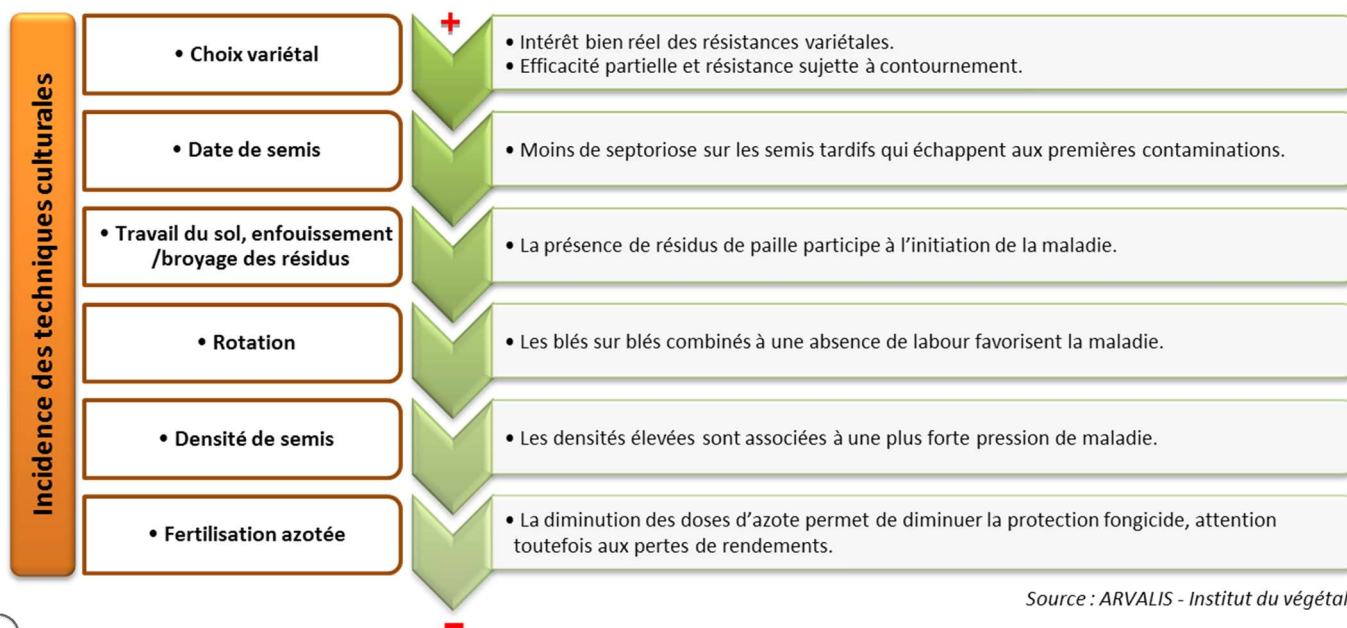 Incidence des techniques culturales
+
• Choix variétal
• Intérêt bien réel des résistances variétales.
• Efficacité partielle et résistance sujette à contournement.
• Date de semis
• Moins de septoriose sur les semis tardifs qui échappent aux premières contaminations.
• Travail du sol, enfouissement
/broyage des résidus
• La présence de résidus de paille participe à l'initiation de la maladie.
• Rotation
• Les blés sur blés combinés à une absence de labour favorisent la maladie.
• Densité de semis
• Les densités élevées sont associées à une plus forte pression de maladie.
• Fertilisation azotée
• La diminution des doses d'azote permet de diminuer la protection fongicide, attention
toutefois aux pertes de rendements.
-
Source : ARVALIS - Institut du végétal